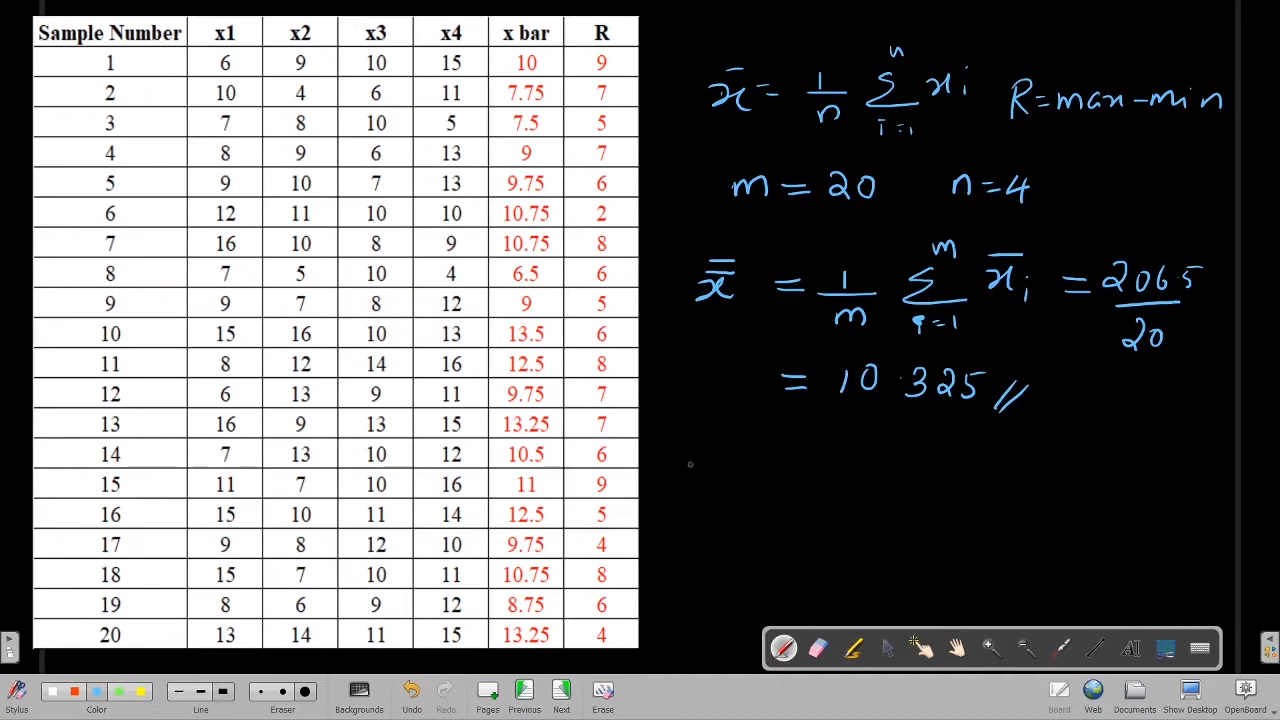 Sample Number x1 x2 x3 x4 x bar R
1 6 9 10 15 10 9
2 10 4 6 11 7.75 7
3 7 8 10 5 7.5 5
4 8 9 6 13 9 7
5 9 10 7 13 9.75 6
6 12 11 10 10 10.75 2
7 16 10 8 9 10.75 8
8 7 5 10 4 6.5 6
9 9 7 8 12 9 5
10 15 16 10 13 13.5 6
11 8 12 14 16 12.5 8
12 6 13 9 11 9.75 7
13 16 9 13 15 13.25 7
14 7 13 10 12 10.5 6
15 11 7 10 16 11 9
16 15 10 11 14 12.5 5
17 9 8 12 10 9.75 4
18 15 7 10 11 10.75 8
19 8 6 9 12 8.75 6
20 13 14 11 15 13.25 4
x̄ = 1/n ∑ i=1 n xi R = max - min
m = 20 n = 4
x̿ = 1/m ∑ i=1 m x̄i = 206.5/20
= 10.325 //
Stylus Color Line Eraser Backgrounds Undo Redo Pages Previous Next Erase Board Web Documents Show Desktop OpenBoard